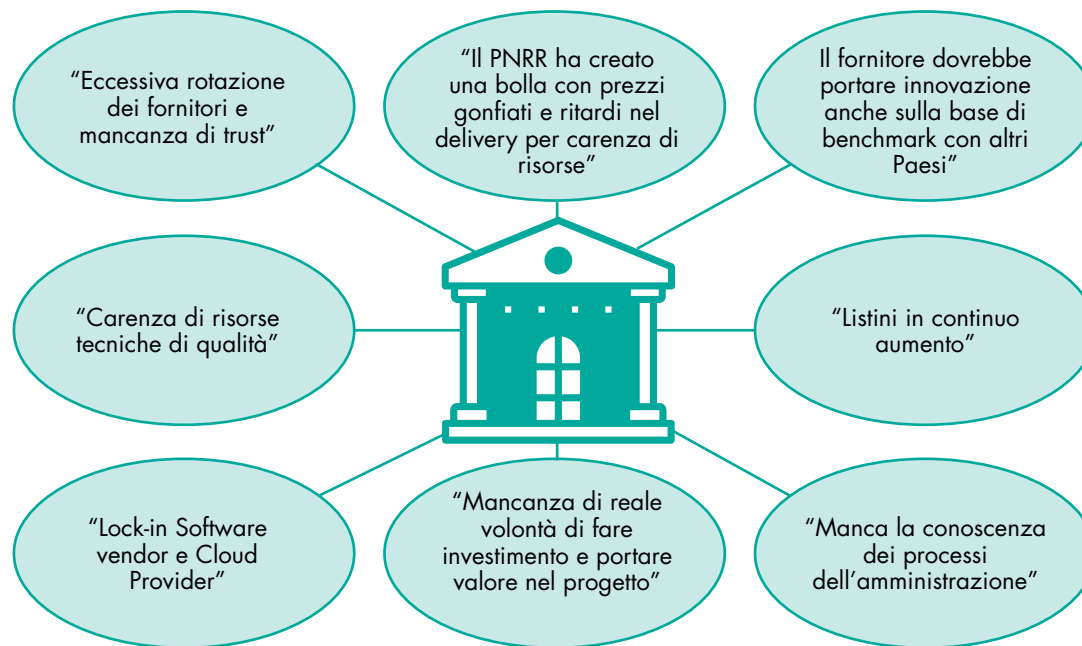 “Eccessiva rotazione
dei fornitori e
mancanza di trust”
“Il PNRR ha creato
una bolla con prezzi
gonfiati e ritardi nel
delivery per carenza di
risorse”
Il fornitore dovrebbe
portare innovazione
anche sulla base di
benchmark con altri
Paesi”
“Carenza di risorse
tecniche di qualità”
“Listini in continuo
aumento”
“Lock-in Software
vendor e Cloud
Provider”
“Mancanza di reale
volontà di fare
investimento e portare
valore nel progetto”
“Manca la conoscenza
dei processi
dell’amministrazione”